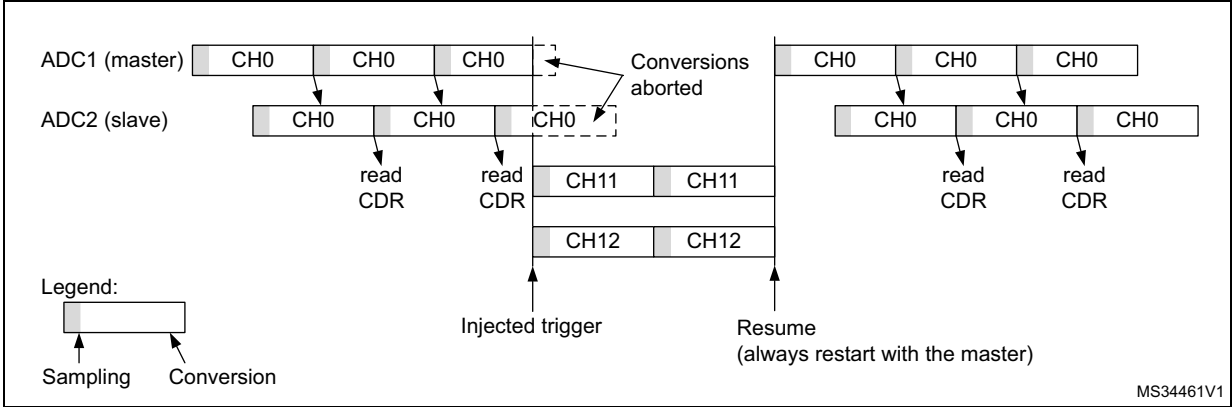 ADC1 (master) CH0 CH0 CH0 CH0 CH0 CH0
Conversions
aborted
ADC2 (slave) CH0 CH0 CH0 CH0 CH0 CH0
read
CDR
read
CDR
read
CDR
read
CDR
CH11 CH11
CH12 CH12
Legend:
Sampling Conversion
Injected trigger
Resume
(always restart with the master)
MS34461V1